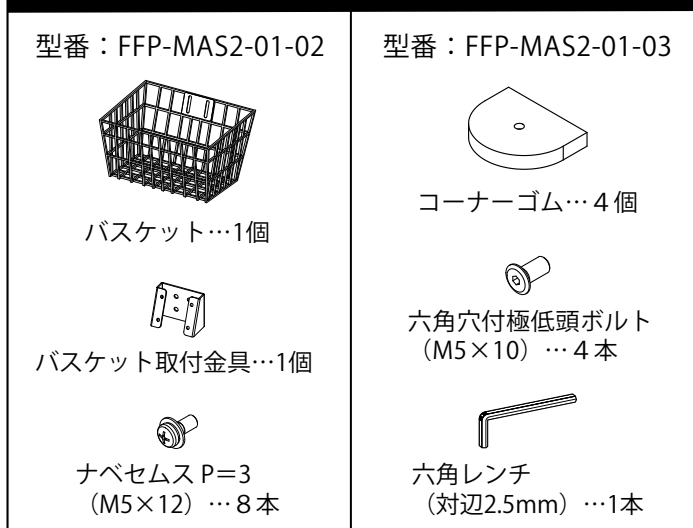 型番：FFP-MAS2-01-02
バスケット…1個
バスケット取付金具…1個
ナベセムス P＝3
（M5×12）…８本
型番：FFP-MAS2-01-03
コーナーゴム…４個
六角穴付極低頭ボルト
（M5×10）…４本
六角レンチ
（対辺2.5mm）…1本